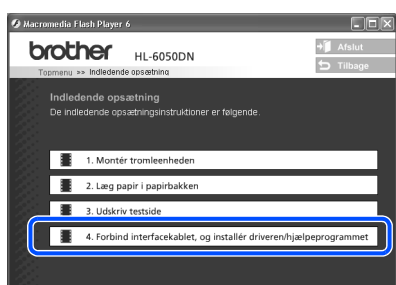 Macromedia Flash Player 6
brother HL-6050DN
Afslut
Topmenu >> Indledende opsætning
Tilbage
Indledende opsætning
De indledende opsætningsinstruktioner er følgende.
1. Montér tromleenheden
2. Læg papir i papirbakken
3. Udskriv testside
4. Forbind interfacekablet, og installér driveren/hjælpeprogrammet